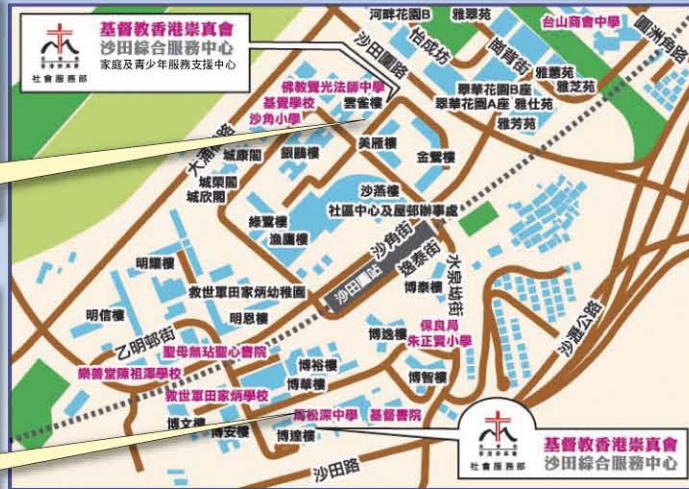 基督教香港崇真會
沙田綜合服務中心
家庭及青少年服務支援中心
社會服務部
河畔花園B
雅翠苑
台山商會中學
圓洲角路
沙田圍路
怡成坊
崗背街
雅蕙苑
雅芝苑
翠華花園B座
翠華花園A座
雅仕苑
雅芳苑
佛教覺光法師中學
基覺學校
沙角小學
雲雀樓
美雁樓
金鶯樓
城康閣
銀鷗樓
城榮閣
城欣閣
沙燕樓
社區中心及屋邨辦事處
綠鷺樓
漁鷹樓
沙角街
逸泰街
水泉坳街
沙田圍站
明耀樓
救世軍田家炳幼稚園
博泰樓
明信樓
明恩樓
乙明邨街
博逸樓
保良局
朱正賢小學
沙瀝公路
聖母無玷聖心書院
樂善堂陳祖澤學校
博裕樓
博華樓
博智樓
救世軍田家炳學校
博文樓
博安樓
周松深中學
基督書院
博達樓
沙田路
社會服務部
基督教香港崇真會
沙田綜合服務中心